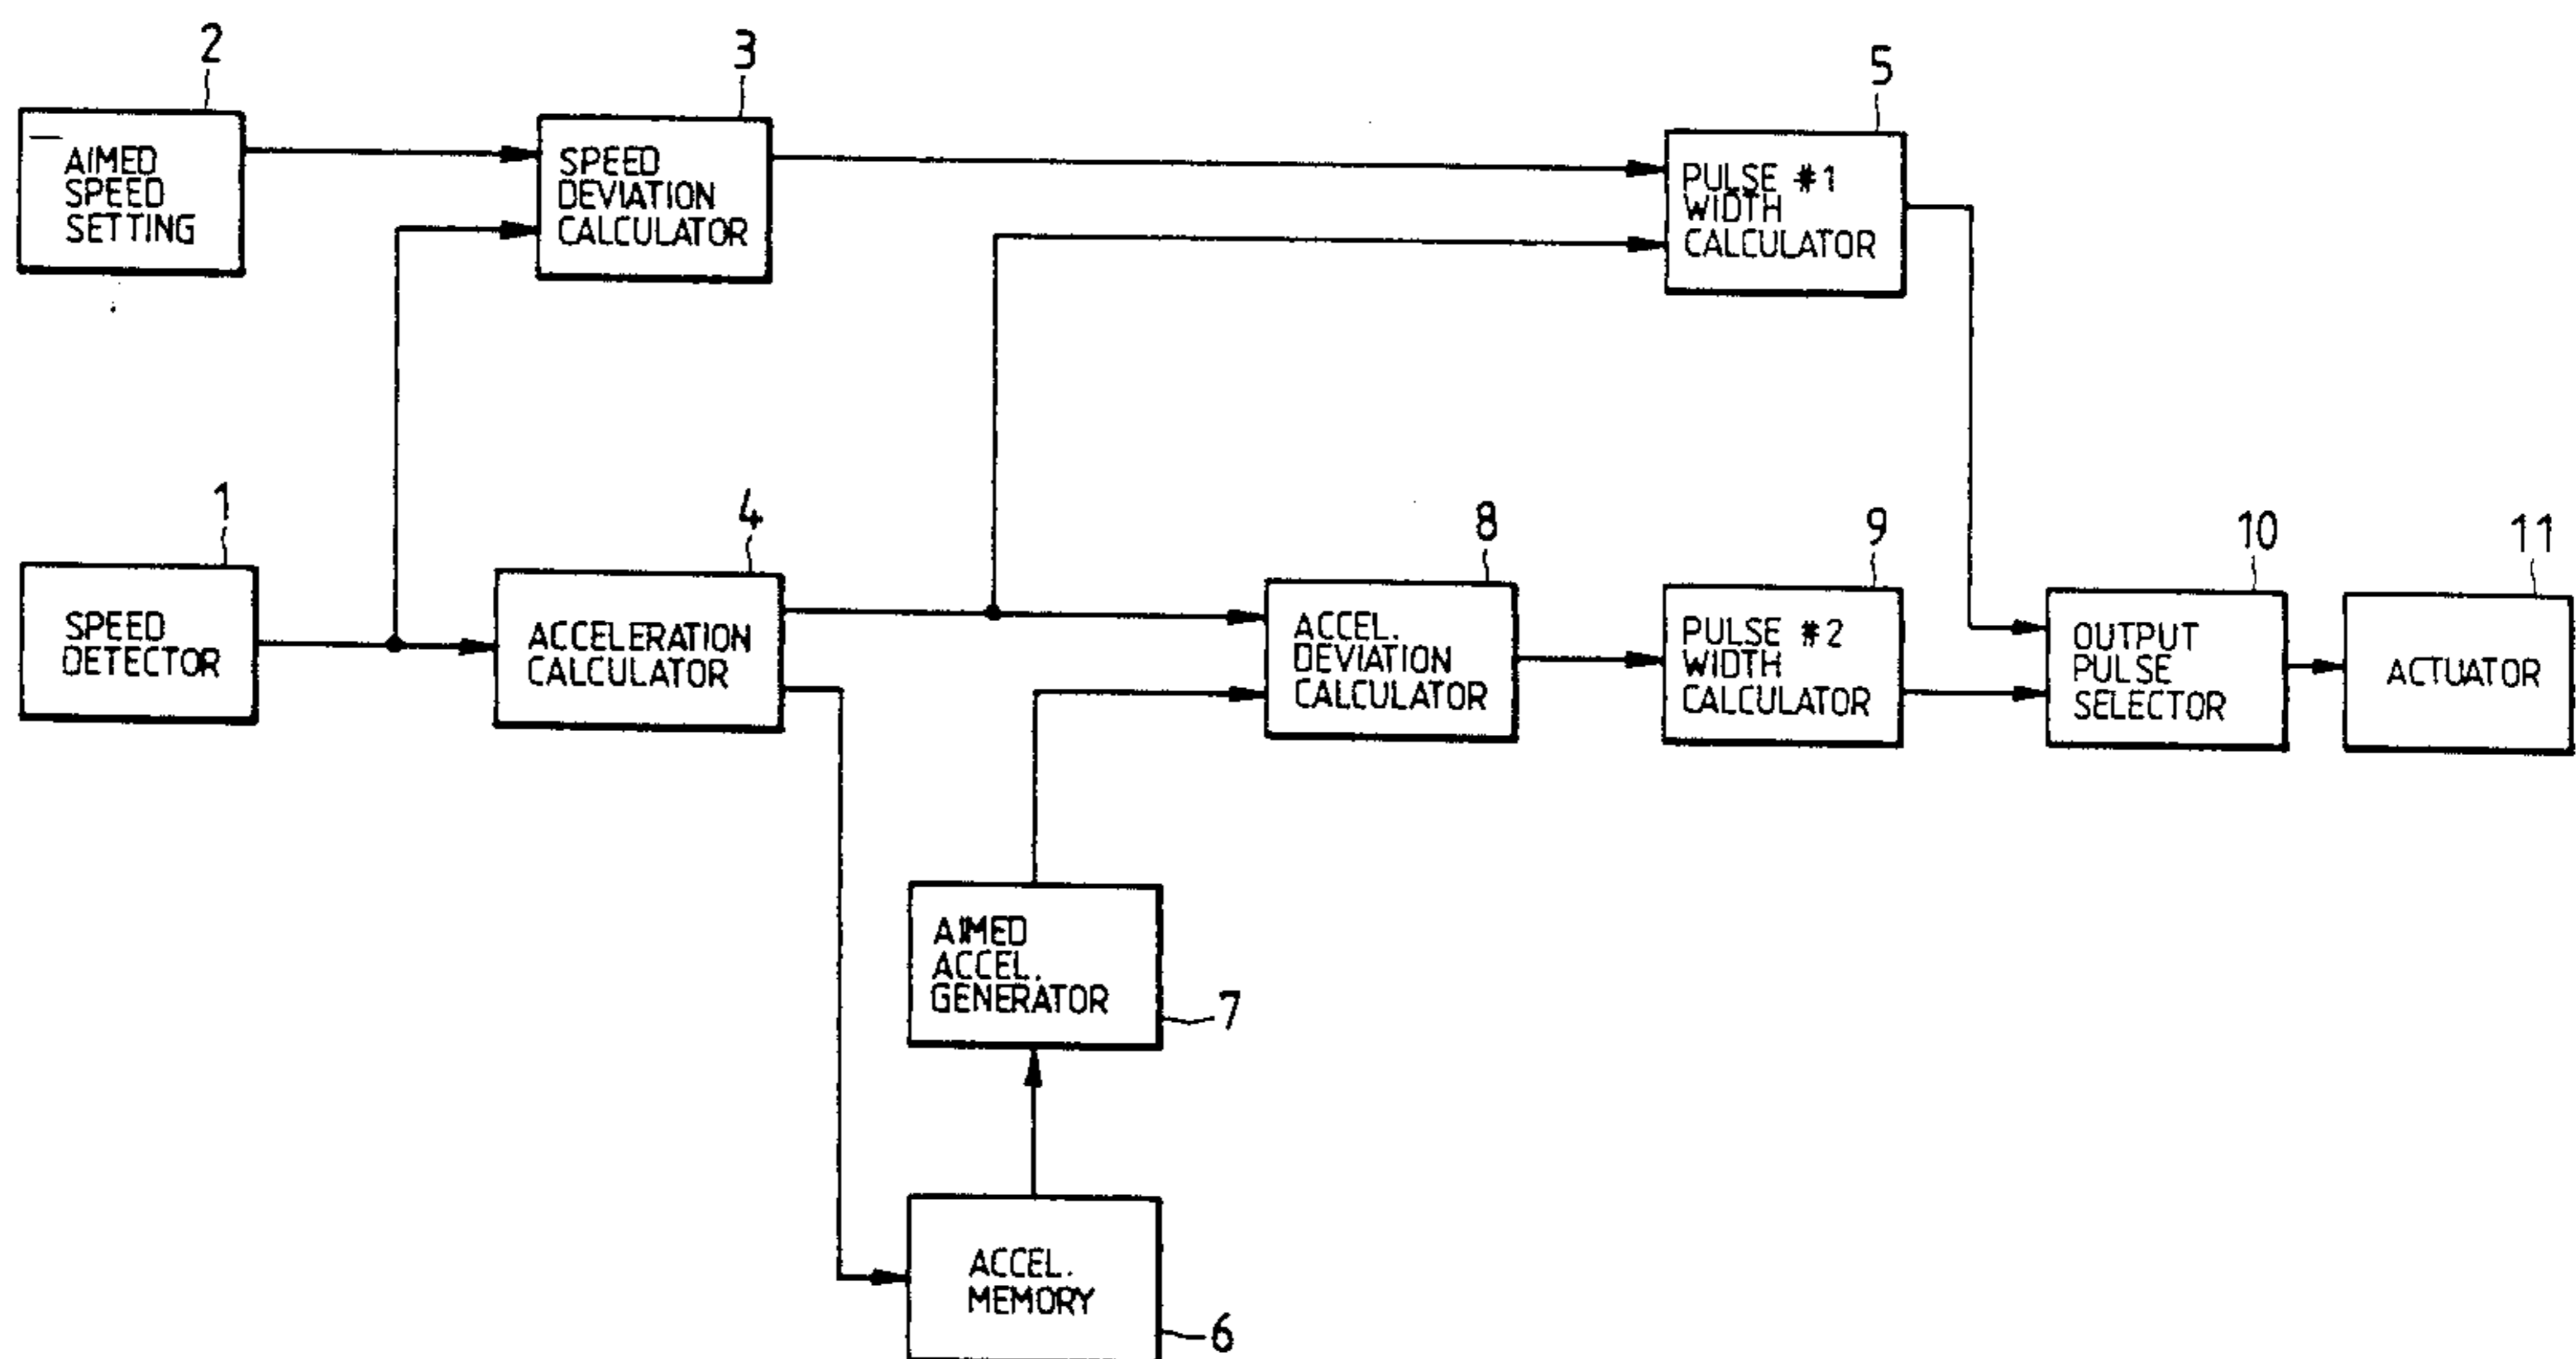 2
AIMED
SPEED
SETTING
3
SPEED
DEVIATION
CALCULATOR
5
PULSE #1
WIDTH
CALCULATOR
1
SPEED
DETECTOR
4
ACCELERATION
CALCULATOR
8
ACCEL.
DEVIATION
CALCULATOR
9
PULSE #2
WIDTH
CALCULATOR
10
OUTPUT
PULSE
SELECTOR
11
ACTUATOR
AIMED
ACCEL.
GENERATOR
7
ACCEL.
MEMORY
6